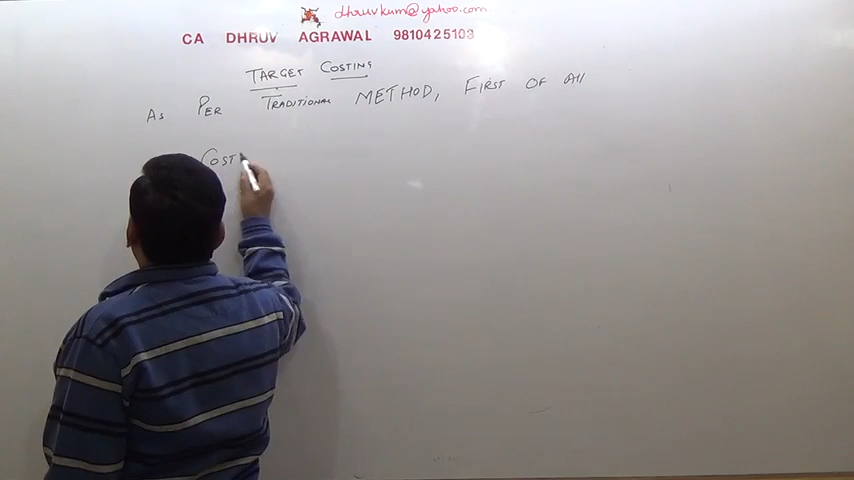 dhruvkum@yahoo.com
CA DHRUV AGRAWAL 9810425103
TARGET COSTING
AS PER TRADITIONAL METHOD, FIRST OF All
COST